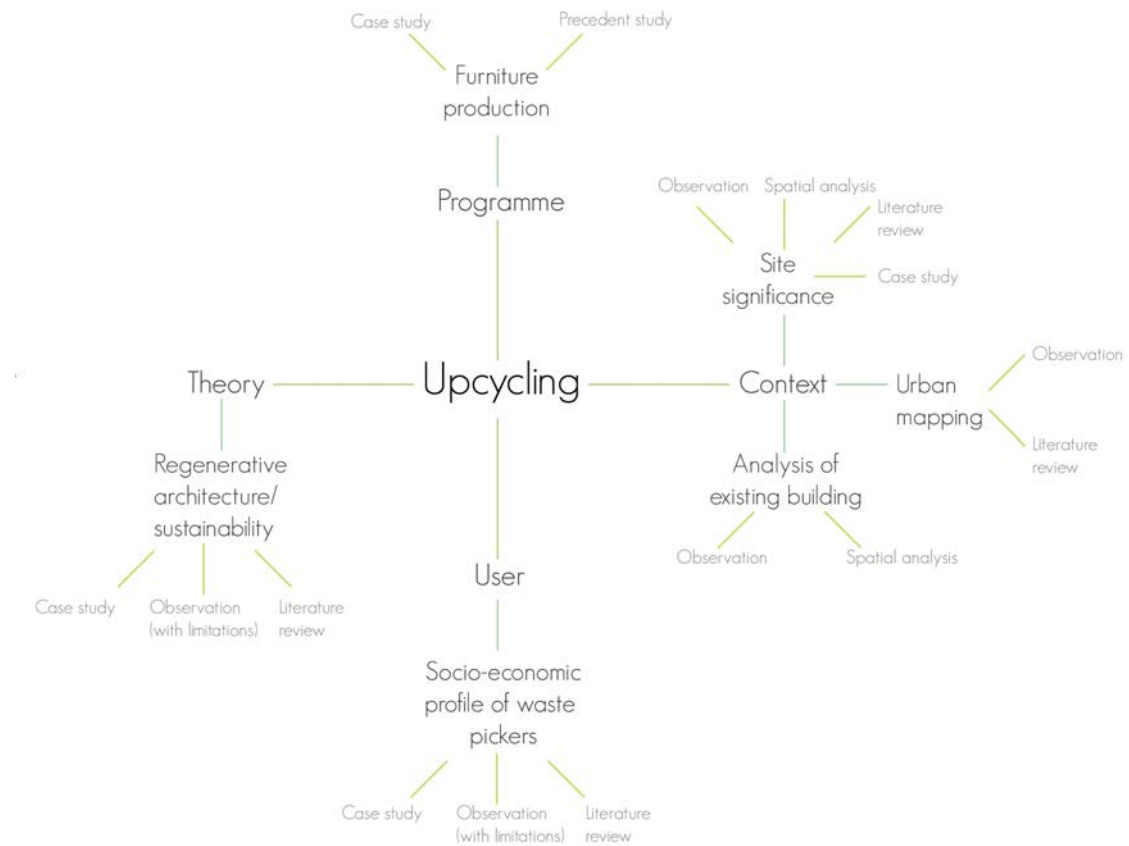 Case study
Precedent study
Furniture
production
Programme
Observation
Spatial analysis
Literature
review
Site
significance
Case study
Theory
Upcycling
Context
Urban
mapping
Observation
Literature
review
Regenerative
architecture/
sustainability
Analysis of
existing building
Observation
Spatial analysis
Case study
Observation
(with limitations)
Literature
review
User
Socio-economic
profile of waste
pickers
Case study
Observation
(with limitations)
Literature
review